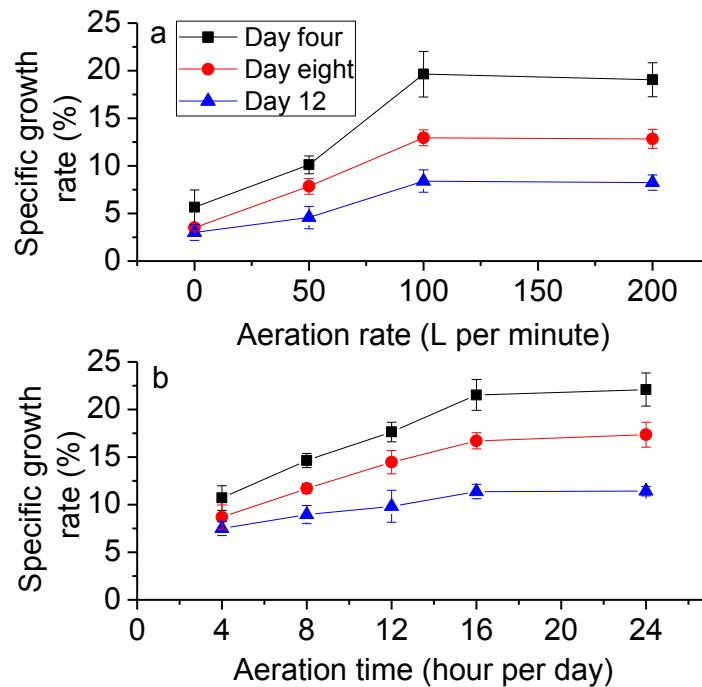 a
Day four
Day eight
Day 12
25
20
15
10
5
0
Specific growth
rate (%)
0 50 100 150 200
Aeration rate (L per minute)
b
25
20
15
10
5
0
Specific growth
rate (%)
0 4 8 12 16 20 24
Aeration time (hour per day)